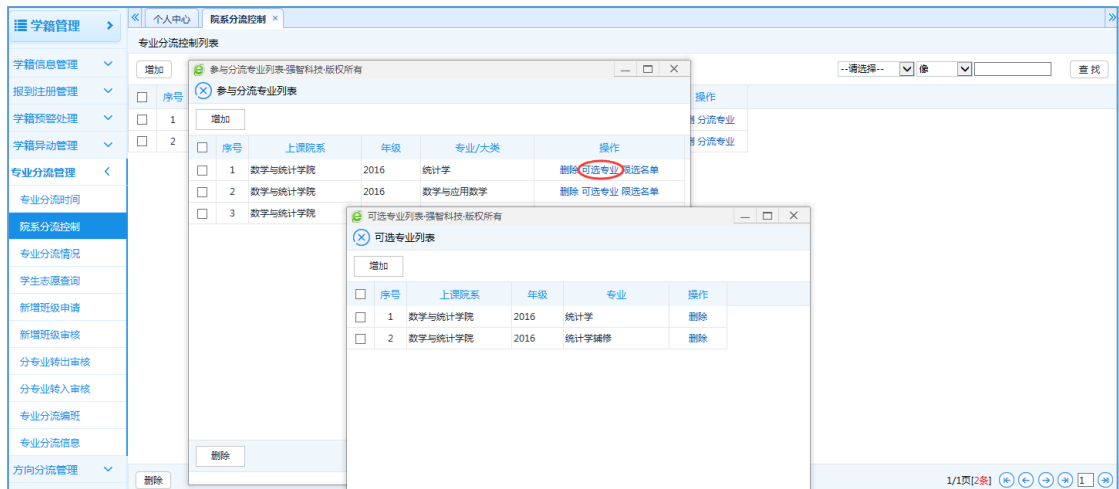 学籍管理
个人中心 院系分流控制 ×
专业分流控制列表
学籍信息管理
报到注册管理
学籍预警处理
学籍异动管理
专业分流管理
专业分流时间
院系分流控制
专业分流情况
学生志愿查询
新增班级申请
新增班级审核
分专业转出审核
分专业转入审核
专业分流编班
专业分流信息
方向分流管理
增加
--请选择-- 像 查 找
序号 操作
1 分流专业
2 分流专业
删除
1/1页[2条] 1
参与分流专业列表-强智科技-版权所有
参与分流专业列表
增加
序号 上课院系 年级 专业/大类 操作
1 数学与统计学院 2016 统计学 删除 可选专业 限选名单
2 数学与统计学院 2016 数学与应用数学 删除 可选专业 限选名单
3 数学与统计学院
删除
可选专业列表-强智科技-版权所有
可选专业列表
增加
序号 上课院系 年级 专业 操作
1 数学与统计学院 2016 统计学 删除
2 数学与统计学院 2016 统计学辅修 删除